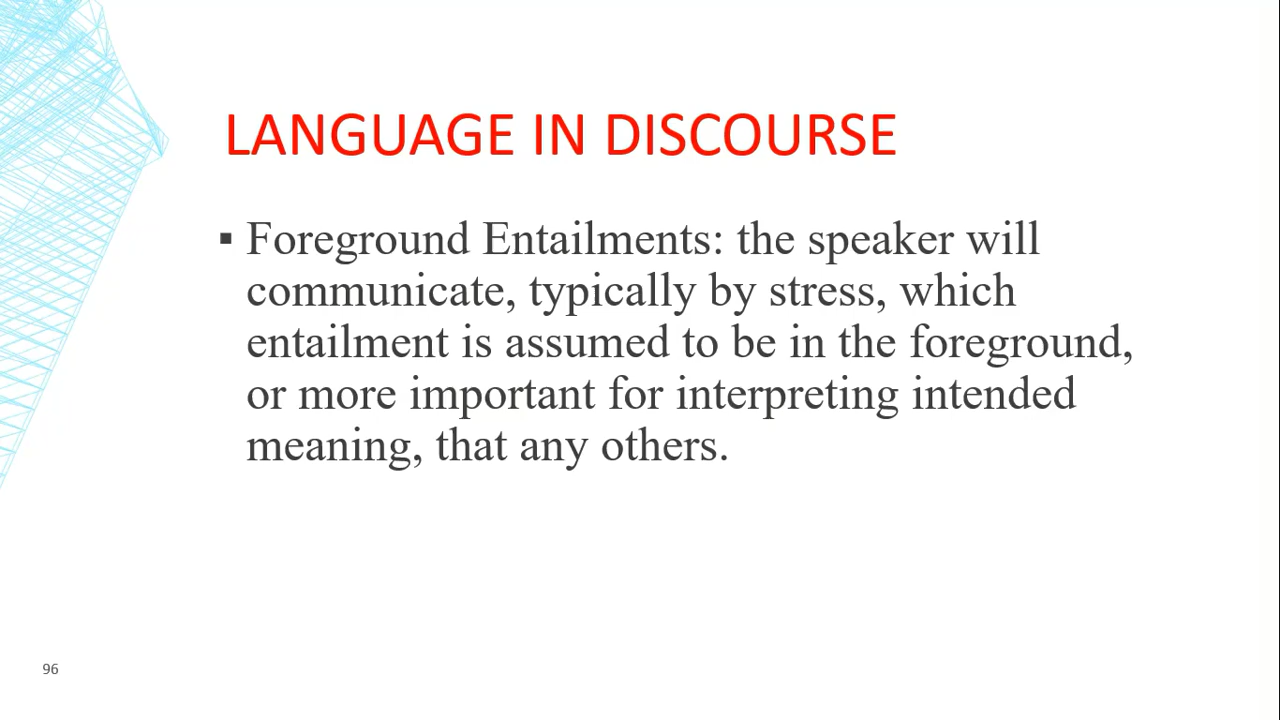 LANGUAGE IN DISCOURSE
▪ Foreground Entailments: the speaker will
communicate, typically by stress, which
entailment is assumed to be in the foreground,
or more important for interpreting intended
meaning, that any others.
96